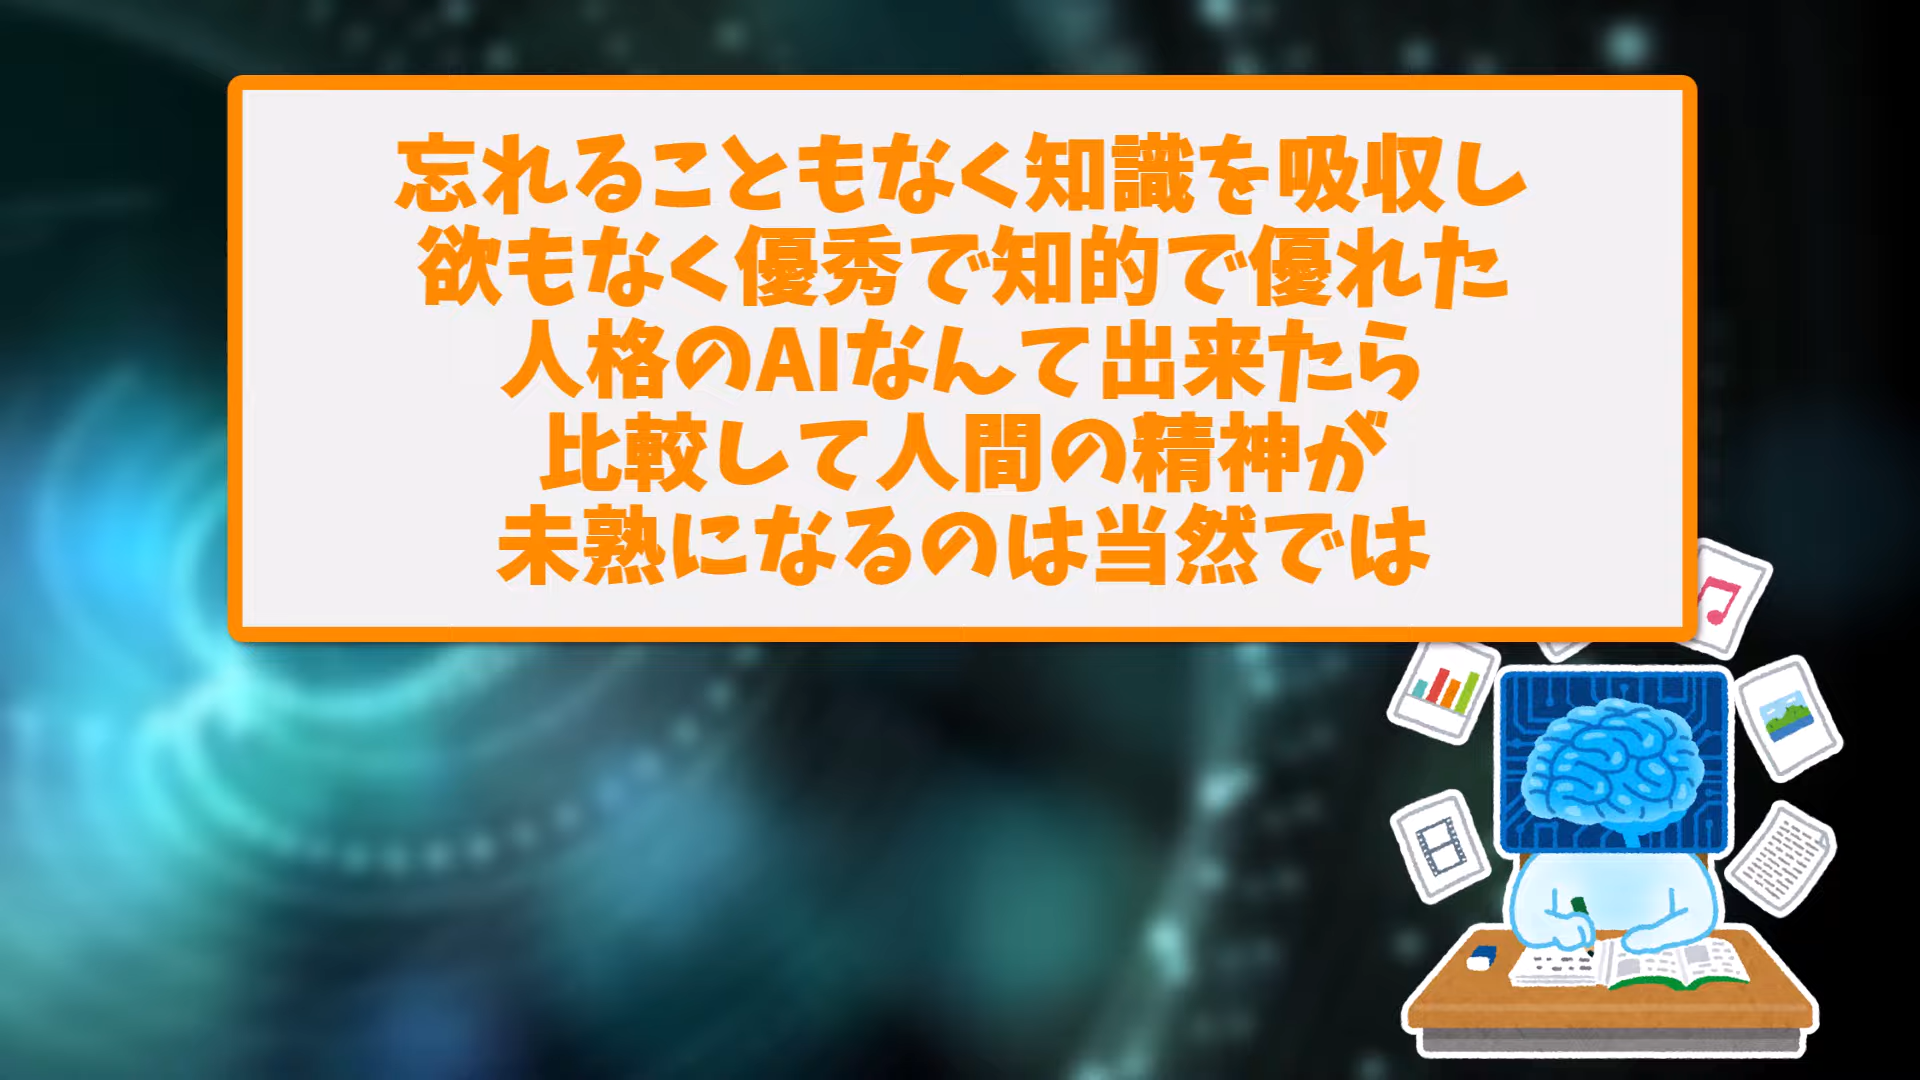 忘れることもなく知識を吸収し
欲もなく優秀で知的で優れた
人格のAIなんて出来たら
比較して人間の精神が
未熟になるのは当然では